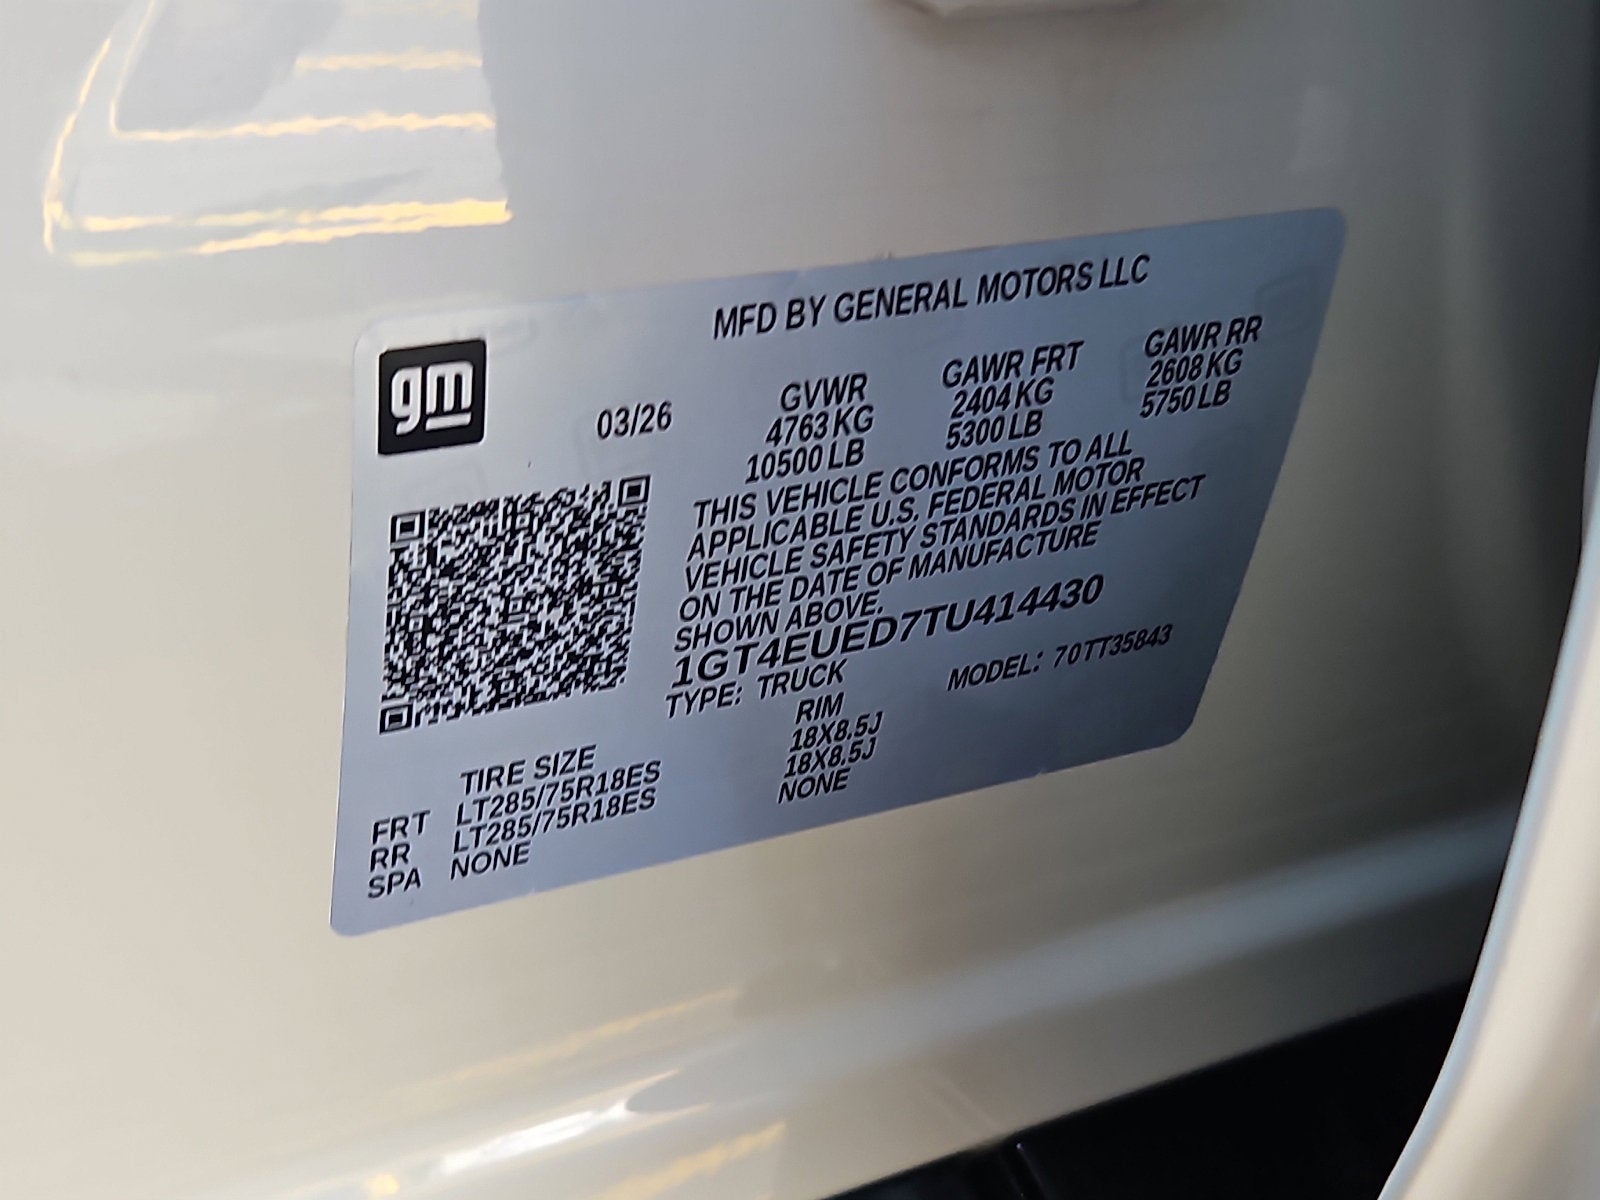 MFD BY GENERAL MOTORS LLC
gm
03/26
GVWR
4763 KG
10500 LB
GAWR FRT
2404 KG
5300 LB
GAWR RR
2608 KG
5750 LB
THIS VEHICLE CONFORMS TO ALL
APPLICABLE U.S. FEDERAL MOTOR
VEHICLE SAFETY STANDARDS IN EFFECT
ON THE DATE OF MANUFACTURE
SHOWN ABOVE.
1GT4EUED7TU414430
TYPE: TRUCK
MODEL: 70TT35843
TIRE SIZE RIM
FRT LT285/75R18ES 18X8.5J
RR LT285/75R18ES 18X8.5J
SPA NONE NONE